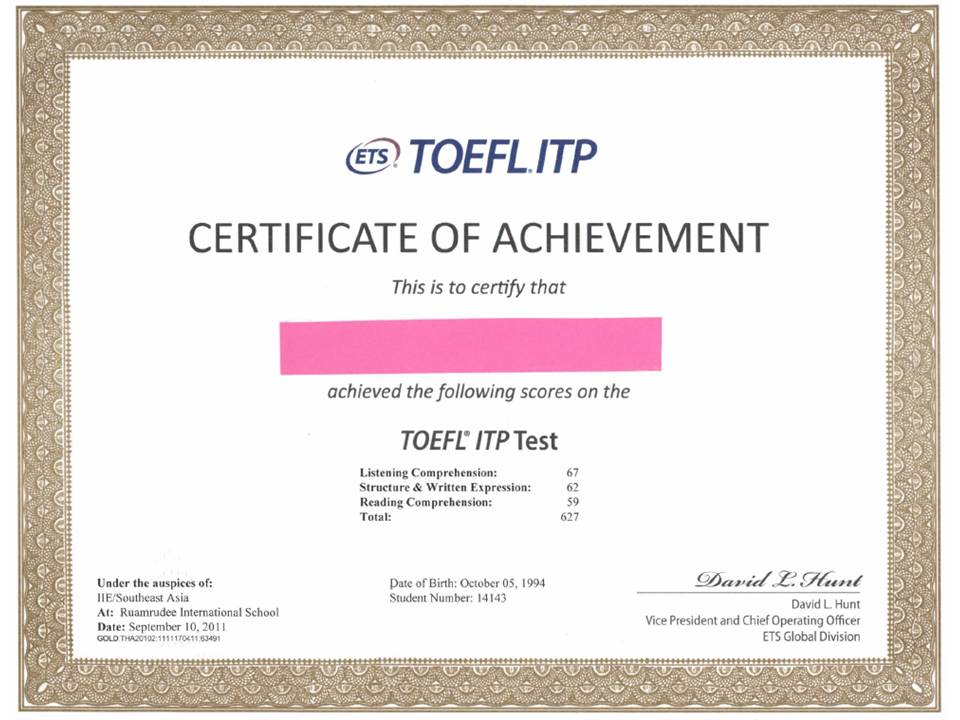 ETS® TOEFL.ITP
CERTIFICATE OF ACHIEVEMENT
This is to certify that
achieved the following scores on the
TOEFL® ITP Test
Listening Comprehension: 67
Structure & Written Expression: 62
Reading Comprehension: 59
Total: 627
Under the auspices of:
IIE/Southeast Asia
At: Ruamrudee International School
Date: September 10, 2011
GOLD:THA20102:1111170411:63491
Date of Birth: October 05, 1994
Student Number: 14143
David L. Hunt
David L. Hunt
Vice President and Chief Operating Officer
ETS Global Division